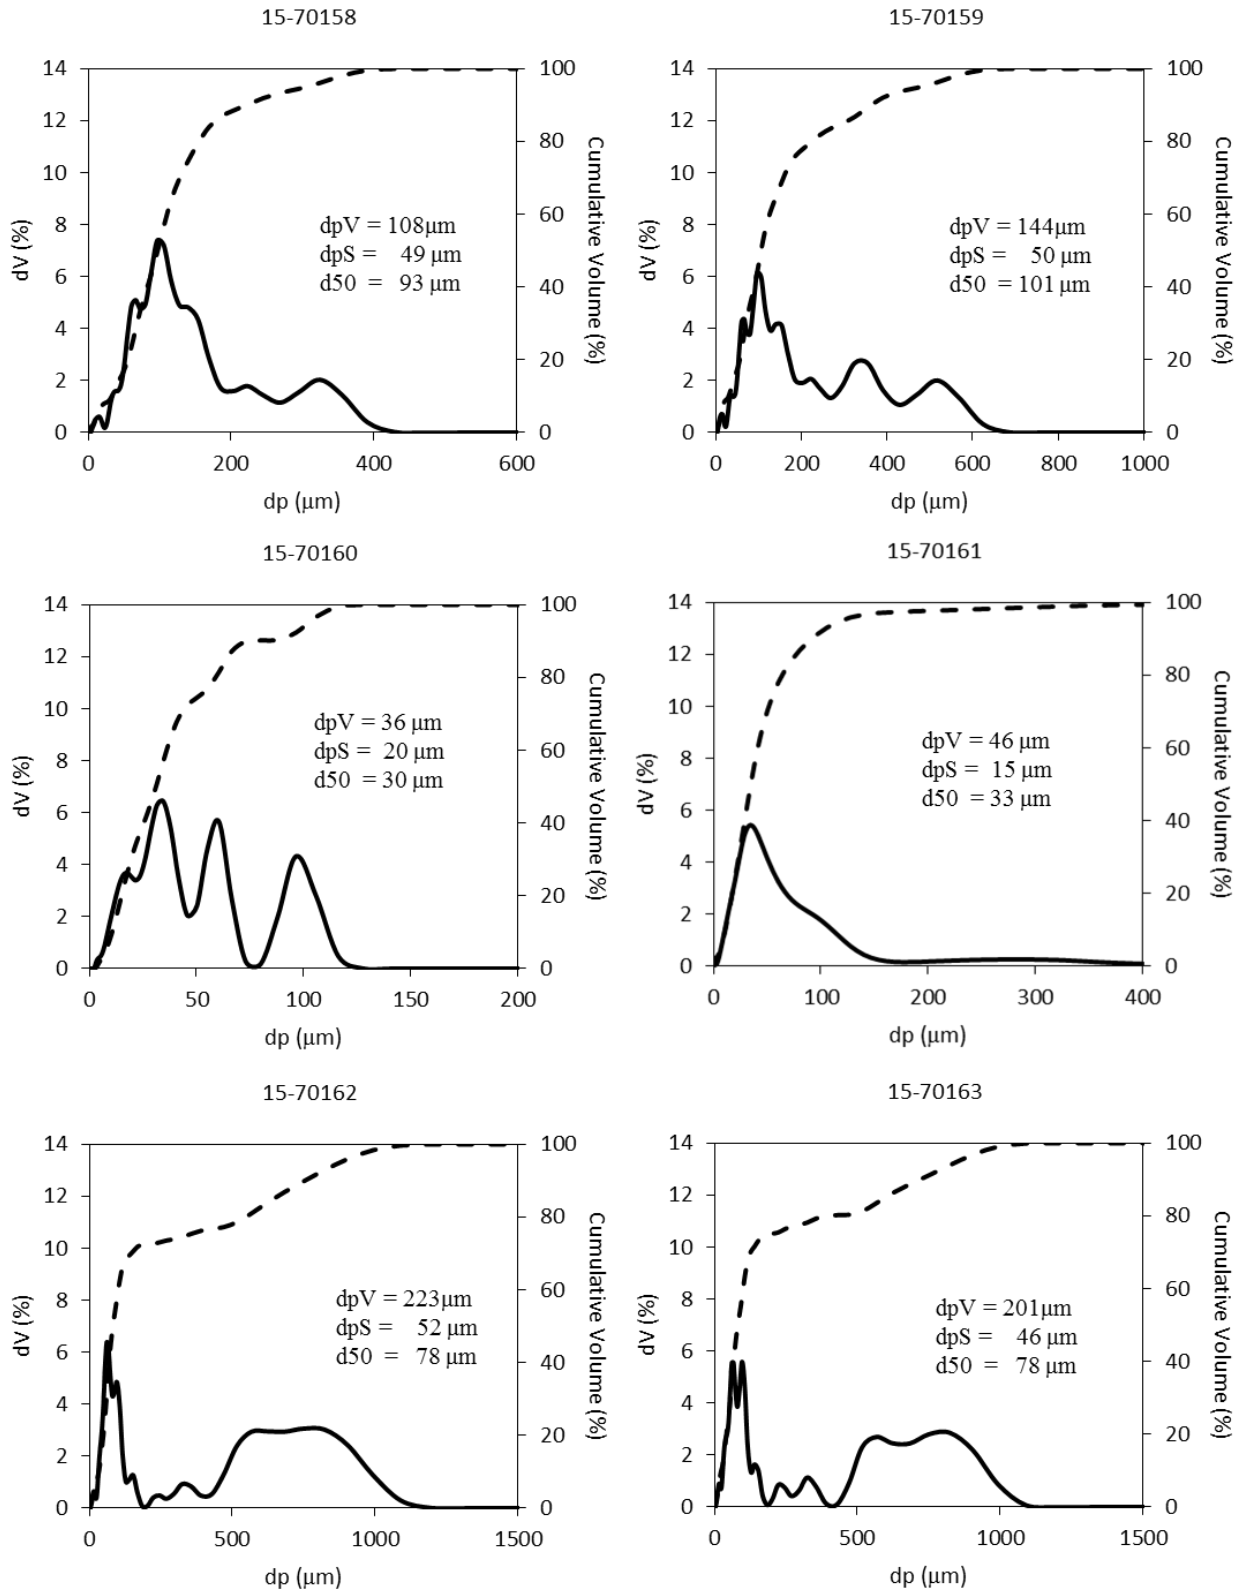 15-70158
14
12
10
8
6
4
2
0
dV (%)
100
80
60
40
20
0
Cumulative Volume (%)
dpV = 108µm
dpS = 49 µm
d50 = 93 µm
0 200 400 600
dp (µm)
15-70159
14
12
10
8
6
4
2
0
dV (%)
100
80
60
40
20
0
Cumulative Volume (%)
dpV = 144µm
dpS = 50 µm
d50 = 101 µm
0 200 400 600 800 1000
dp (µm)
15-70160
14
12
10
8
6
4
2
0
dV (%)
100
80
60
40
20
0
Cumulative Volume (%)
dpV = 36 µm
dpS = 20 µm
d50 = 30 µm
0 50 100 150 200
dp (µm)
15-70161
14
12
10
8
6
4
2
0
dV (%)
100
80
60
40
20
0
Cumulative Volume (%)
dpV = 46 µm
dpS = 15 µm
d50 = 33 µm
0 100 200 300 400
dp (µm)
15-70162
14
12
10
8
6
4
2
0
dV (%)
100
80
60
40
20
0
Cumulative Volume (%)
dpV = 223µm
dpS = 52 µm
d50 = 78 µm
0 500 1000 1500
dp (µm)
15-70163
14
12
10
8
6
4
2
0
dV (%)
100
80
60
40
20
0
Cumulative Volume (%)
dpV = 201µm
dpS = 46 µm
d50 = 78 µm
0 500 1000 1500
dp (µm)